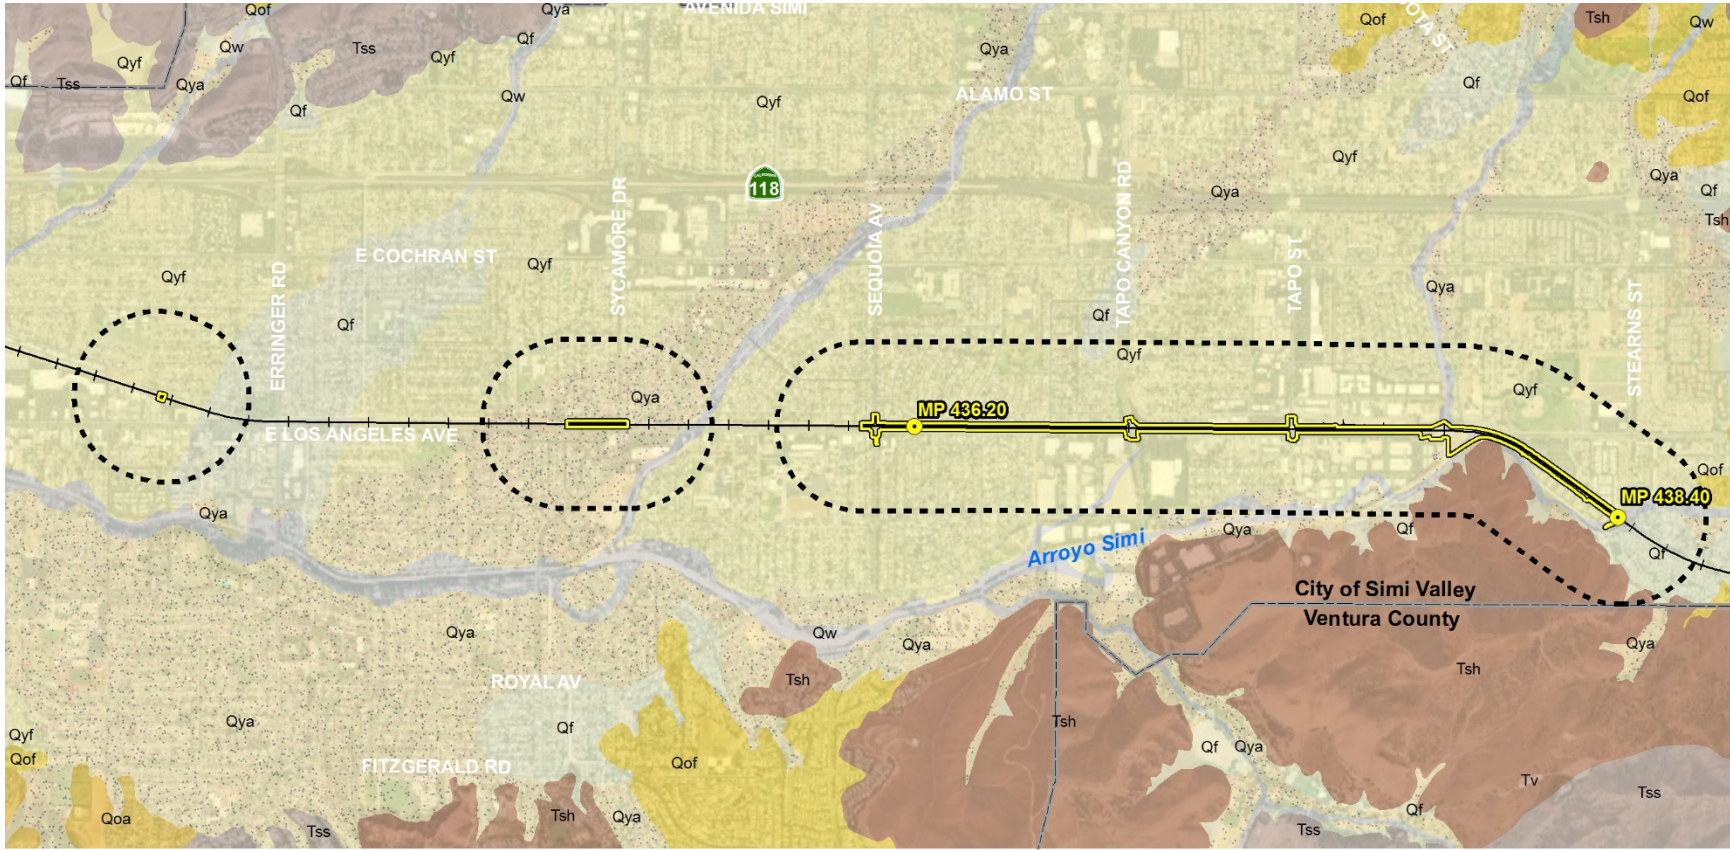 Qof
Qya
AVENIDA SIMI
Qof
OTA ST
Tsh
Qw
Qw
Tss
Qyf
Qf
Qya
Qyf
Qf
Tss
Qya
Qw
Qyf
ALAMO ST
Qf
Qof
Qf
Qyf
Qya
Qya
Qf
CALIFORNIA
118
Tsh
SYCAMORE DR
SEQUOIA AV
TAPO CANYON RD
TAPO ST
E COCHRAN ST
Qyf
Qyf
ERRINGER RD
Qya
STEARNS ST
Qf
Qf
Qyf
Qya
Qyf
MP 436.20
E LOS ANGELES AVE
Qof
MP 438.40
Qya
Qya
Qf
Arroyo Simi
Qf
City of Simi Valley
Ventura County
Qya
Qw
Qya
Qya
Tsh
Tsh
ROYAL AV
Qya
Qf
Tsh
Qyf
Qof
Qof
Qf
Qya
FITZGERALD RD
Tv
Tss
Qoa
Tss
Tsh
Qya
Tss
Qf